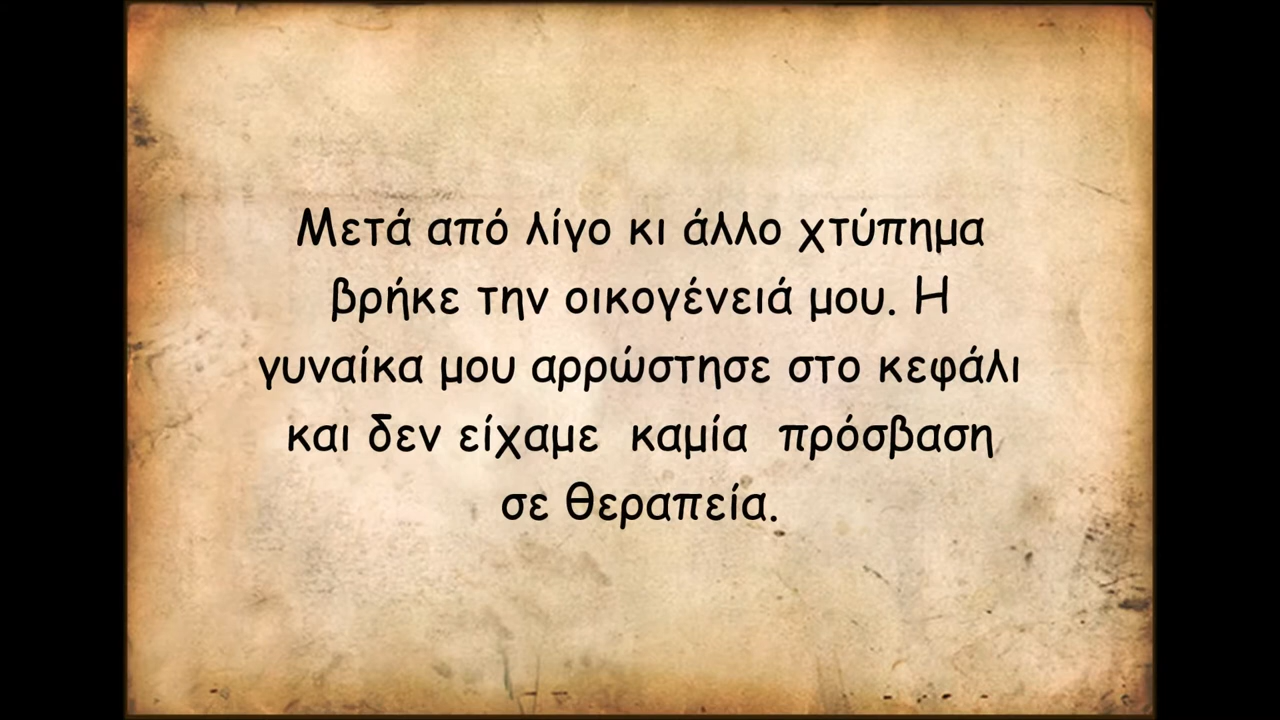 Μετά από λίγο κι άλλο χτύπημα
βρήκε την οικογένειά μου. Η
γυναίκα μου αρρώστησε στο κεφάλι
και δεν είχαμε  καμία  πρόσβαση
σε θεραπεία.